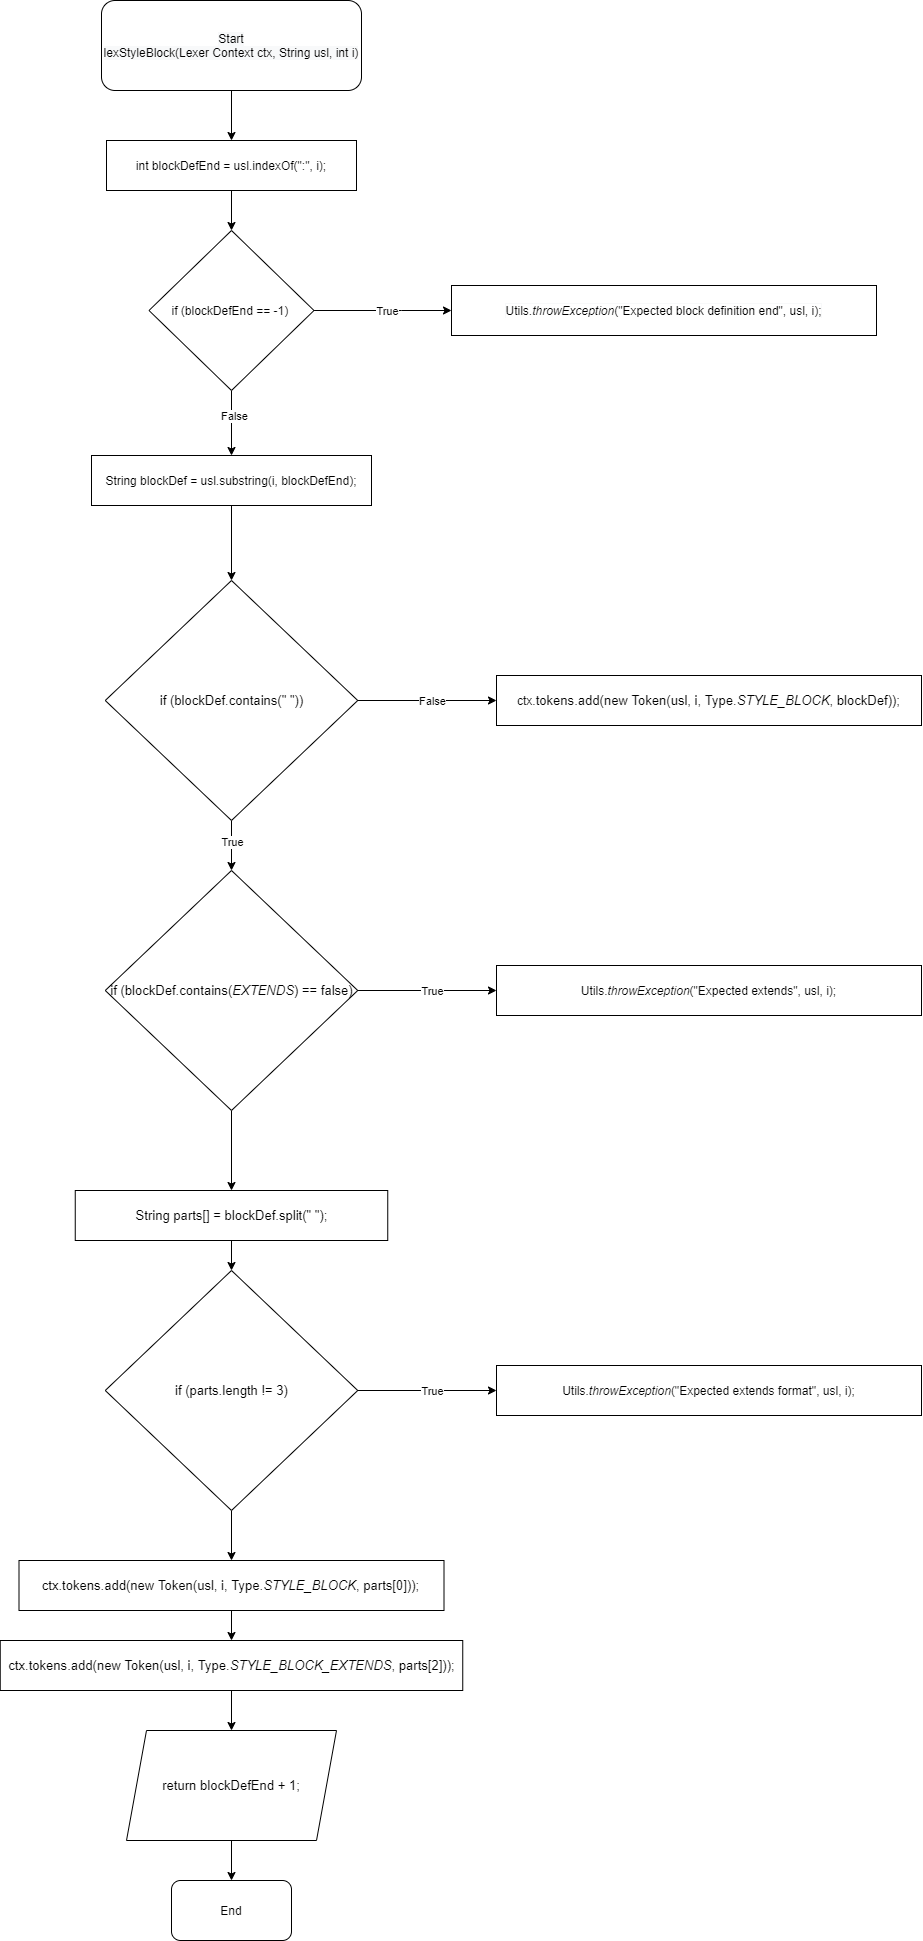 Start
lexStyleBlock(Lexer Context ctx, String usl, int i)
int blockDefEnd = usl.indexOf(":", i);
if (blockDefEnd == -1)
True
Utils.throwException("Expected block definition end", usl, i);
False
String blockDef = usl.substring(i, blockDefEnd);
if (blockDef.contains(" "))
False
ctx.tokens.add(new Token(usl, i, Type.STYLE_BLOCK, blockDef));
True
if (blockDef.contains(EXTENDS) == false)
True
Utils.throwException("Expected extends", usl, i);
String parts[] = blockDef.split(" ");
if (parts.length != 3)
True
Utils.throwException("Expected extends format", usl, i);
ctx.tokens.add(new Token(usl, i, Type.STYLE_BLOCK, parts[0]));
ctx.tokens.add(new Token(usl, i, Type.STYLE_BLOCK_EXTENDS, parts[2]));
return blockDefEnd + 1;
End